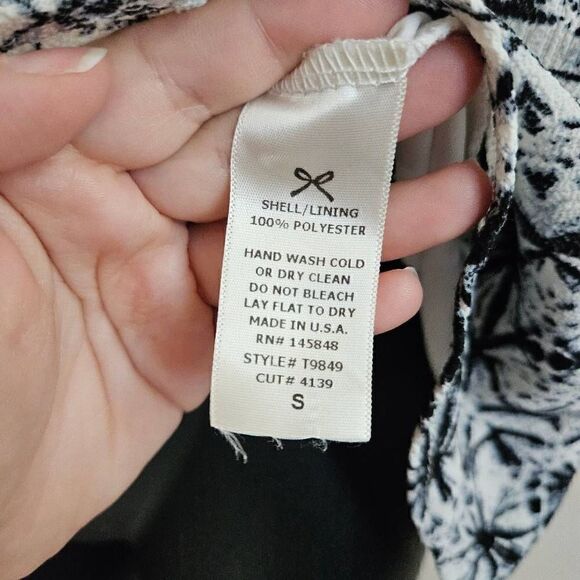 SHELL/LINING
100% POLYESTER
HAND WASH COLD
OR DRY CLEAN
DO NOT BLEACH
LAY FLAT TO DRY
MADE IN U.S.A.
RN# 145848
STYLE# T9849
CUT# 4139
S